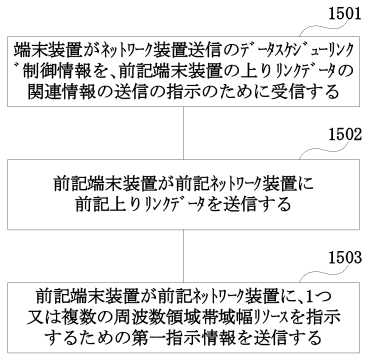 1501
端末装置がﾈｯﾄﾜｰｸ装置送信のﾃﾞｰﾀｽｹｼﾞｭｰﾘﾝｸ
ﾞ制御情報を、前記端末装置の上りﾘﾝｸﾃﾞｰﾀの
関連情報の送信の指示のために受信する
1502
前記端末装置が前記ﾈｯﾄﾜｰｸ装置に
前記上りﾘﾝｸﾃﾞｰﾀを送信する
1503
前記端末装置が前記ﾈｯﾄﾜｰｸ装置に、1つ
又は複数の周波数領域帯域幅ﾘｿｰｽを指示
するための第一指示情報を送信する